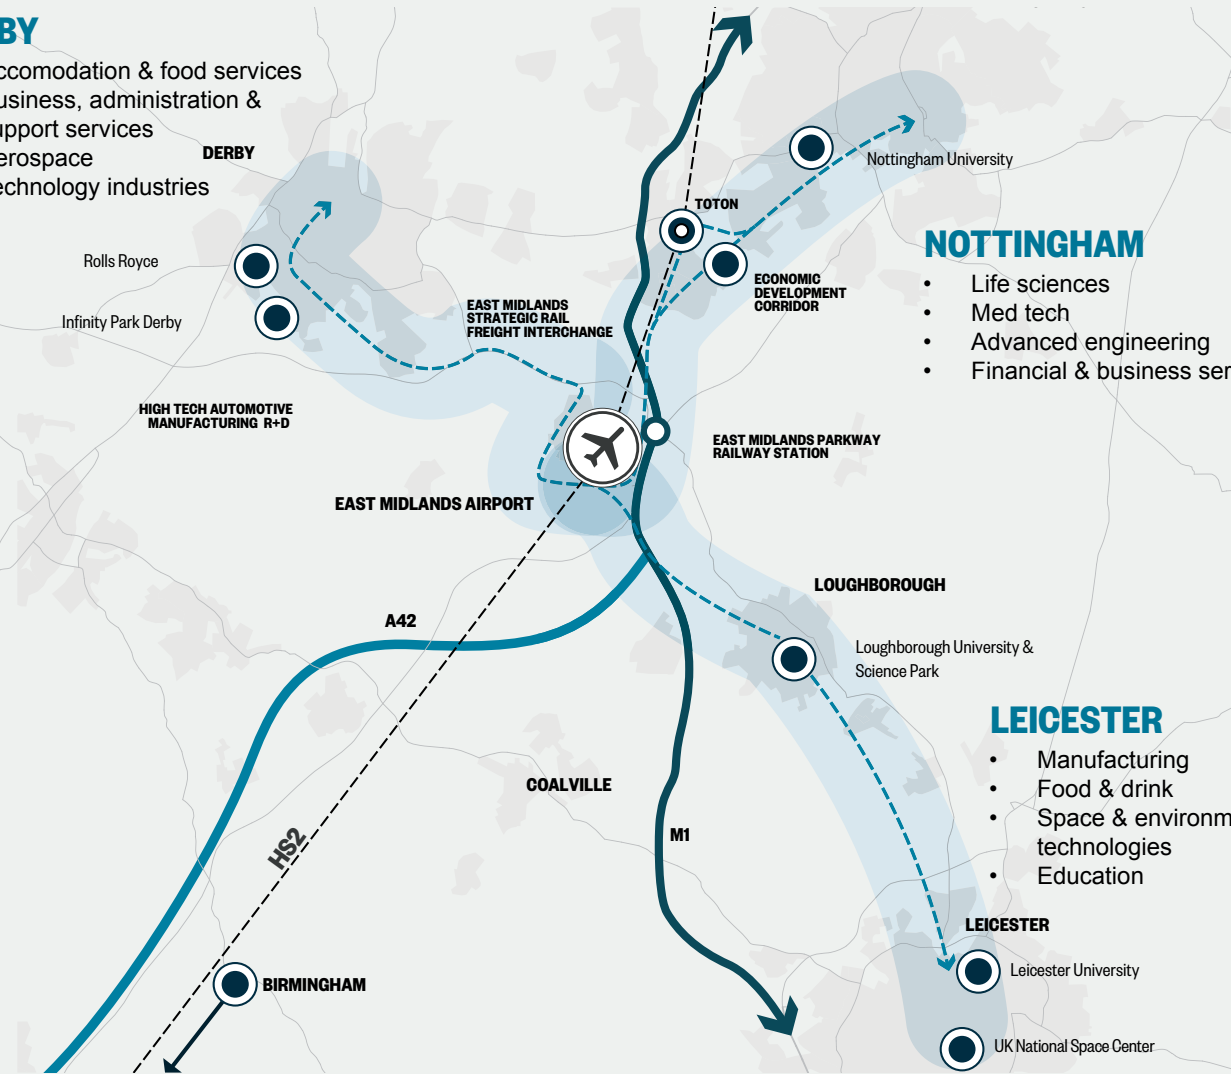 BY
ccomodation & food services
usiness, administration &
upport services
erospace
echnology industries
DERBY
Nottingham University
TOTON
NOTTINGHAM
• Life sciences
• Med tech
• Advanced engineering
• Financial & business ser
Rolls Royce
Infinity Park Derby
ECONOMIC
DEVELOPMENT
CORRIDOR
EAST MIDLANDS
STRATEGIC RAIL
FREIGHT INTERCHANGE
HIGH TECH AUTOMOTIVE
MANUFACTURING R+D
EAST MIDLANDS PARKWAY
RAILWAY STATION
EAST MIDLANDS AIRPORT
LOUGHBOROUGH
A42
Loughborough University &
Science Park
LEICESTER
• Manufacturing
• Food & drink
• Space & environm
technologies
• Education
COALVILLE
M1
HS2
LEICESTER
Leicester University
BIRMINGHAM
UK National Space Center